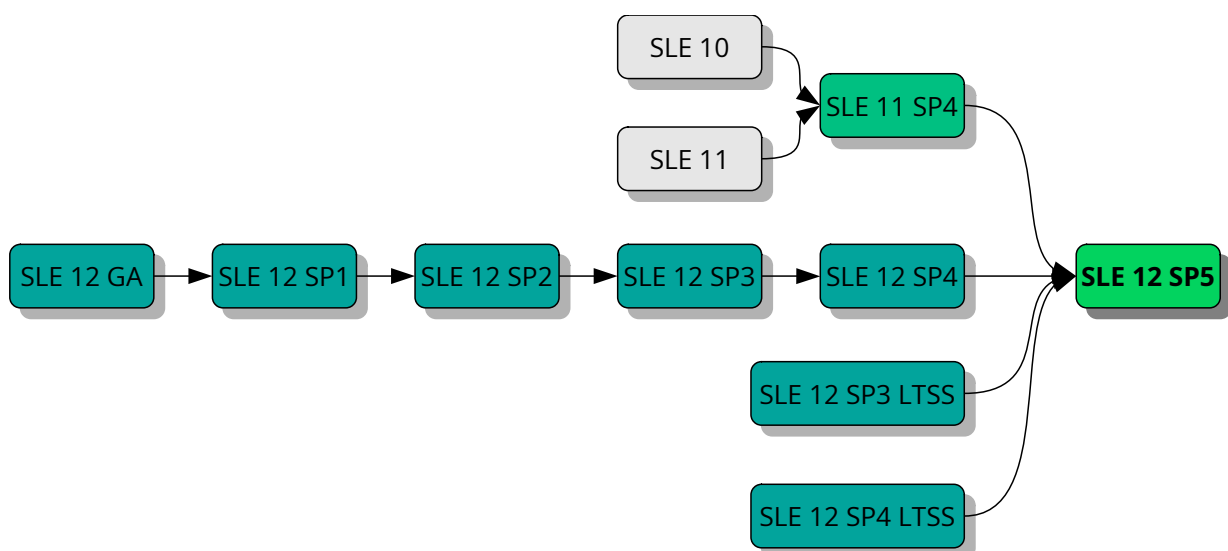 SLE 10
SLE 11 SP4
SLE 11
SLE 12 GA
SLE 12 SP1
SLE 12 SP2
SLE 12 SP3
SLE 12 SP4
SLE 12 SP5
SLE 12 SP3 LTSS
SLE 12 SP4 LTSS